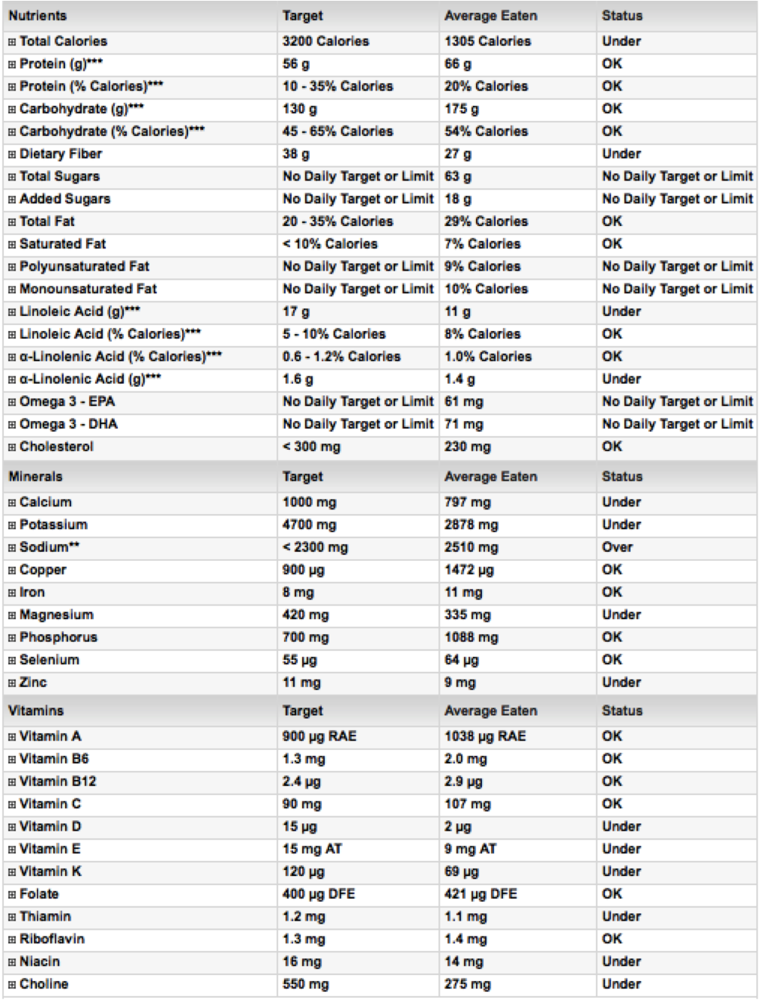 Nutrients Target Average Eaten Status
Total Calories 3200 Calories 1305 Calories Under
Protein (g)*** 56 g 66 g OK
Protein (% Calories)*** 10 - 35% Calories 20% Calories OK
Carbohydrate (g)*** 130 g 175 g OK
Carbohydrate (% Calories)*** 45 - 65% Calories 54% Calories OK
Dietary Fiber 38 g 27 g Under
Total Sugars No Daily Target or Limit 63 g No Daily Target or Limit
Added Sugars No Daily Target or Limit 18 g No Daily Target or Limit
Total Fat 20 - 35% Calories 29% Calories OK
Saturated Fat < 10% Calories 7% Calories OK
Polyunsaturated Fat No Daily Target or Limit 9% Calories No Daily Target or Limit
Monounsaturated Fat No Daily Target or Limit 10% Calories No Daily Target or Limit
Linoleic Acid (g)*** 17 g 11 g Under
Linoleic Acid (% Calories)*** 5 - 10% Calories 8% Calories OK
α-Linolenic Acid (% Calories)*** 0.6 - 1.2% Calories 1.0% Calories OK
α-Linolenic Acid (g)*** 1.6 g 1.4 g Under
Omega 3 - EPA No Daily Target or Limit 61 mg No Daily Target or Limit
Omega 3 - DHA No Daily Target or Limit 71 mg No Daily Target or Limit
Cholesterol < 300 mg 230 mg OK
Minerals Target Average Eaten Status
Calcium 1000 mg 797 mg Under
Potassium 4700 mg 2878 mg Under
Sodium** < 2300 mg 2510 mg Over
Copper 900 µg 1472 µg OK
Iron 8 mg 11 mg OK
Magnesium 420 mg 335 mg Under
Phosphorus 700 mg 1088 mg OK
Selenium 55 µg 64 µg OK
Zinc 11 mg 9 mg Under
Vitamins Target Average Eaten Status
Vitamin A 900 µg RAE 1038 µg RAE OK
Vitamin B6 1.3 mg 2.0 mg OK
Vitamin B12 2.4 µg 2.9 µg OK
Vitamin C 90 mg 107 mg OK
Vitamin D 15 µg 2 µg Under
Vitamin E 15 mg AT 9 mg AT Under
Vitamin K 120 µg 69 µg Under
Folate 400 µg DFE 421 µg DFE OK
Thiamin 1.2 mg 1.1 mg Under
Riboflavin 1.3 mg 1.4 mg OK
Niacin 16 mg 14 mg Under
Choline 550 mg 275 mg Under